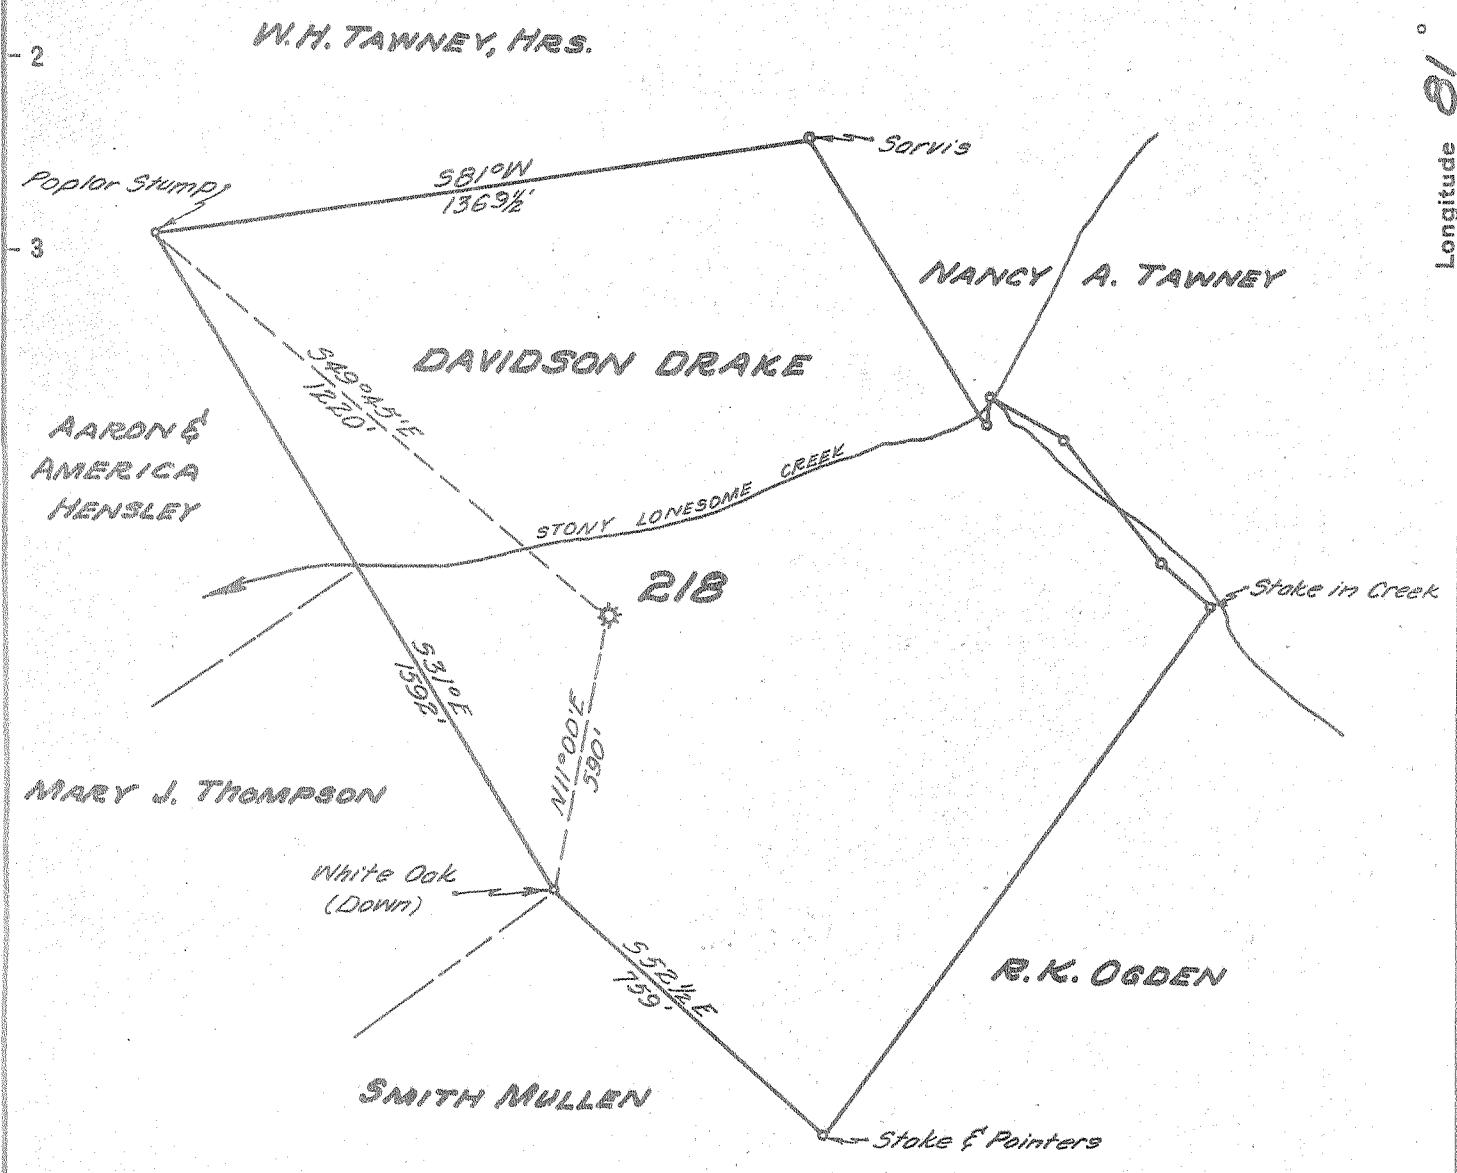 W.H. TAWNEY, HRS.
2
81°
Longitude
Sarvis
Poplar Stump
S81°W
1369½'
3
NANCY A. TAWNEY
DAVIDSON DRAKE
S49°45'E
1220'
AARON &
AMERICA
HENSLEY
STONY LONESOME CREEK
218
Stake in Creek
S31°E
1592'
N11°00'E
590'
MARY J. THOMPSON
White Oak
(Down)
S52½E
759'
R.K. OGDEN
SMITH MULLEN
Stake & Pointers